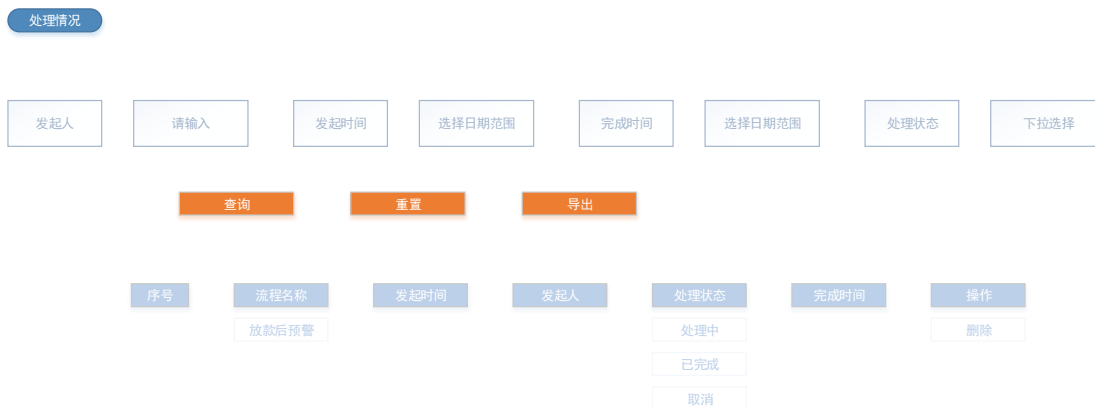 处理情况
发起人 请输入 发起时间 选择日期范围 完成时间 选择日期范围 处理状态 下拉选择
查询 重置 导出
序号 流程名称 发起时间 发起人 处理状态 完成时间 操作
放款后预警 处理中 删除
已完成
取消